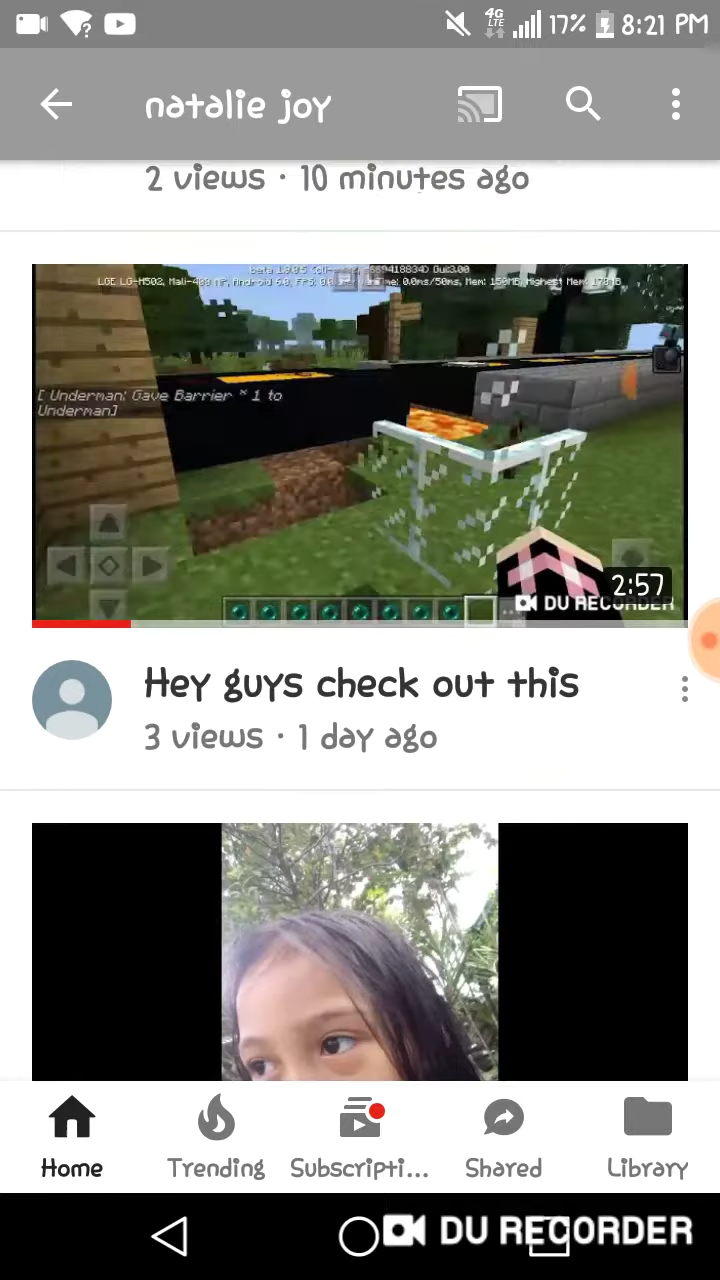 4G
LTE
17%
8:21 PM
natalie joy
2 views · 10 minutes ago
[ Underman: Gave Barrier * 1 to
Underman]
2:57
DU RECORDER
Hey guys check out this
3 views · 1 day ago
Home
Trending
Subscripti...
Shared
Library
DU RECORDER